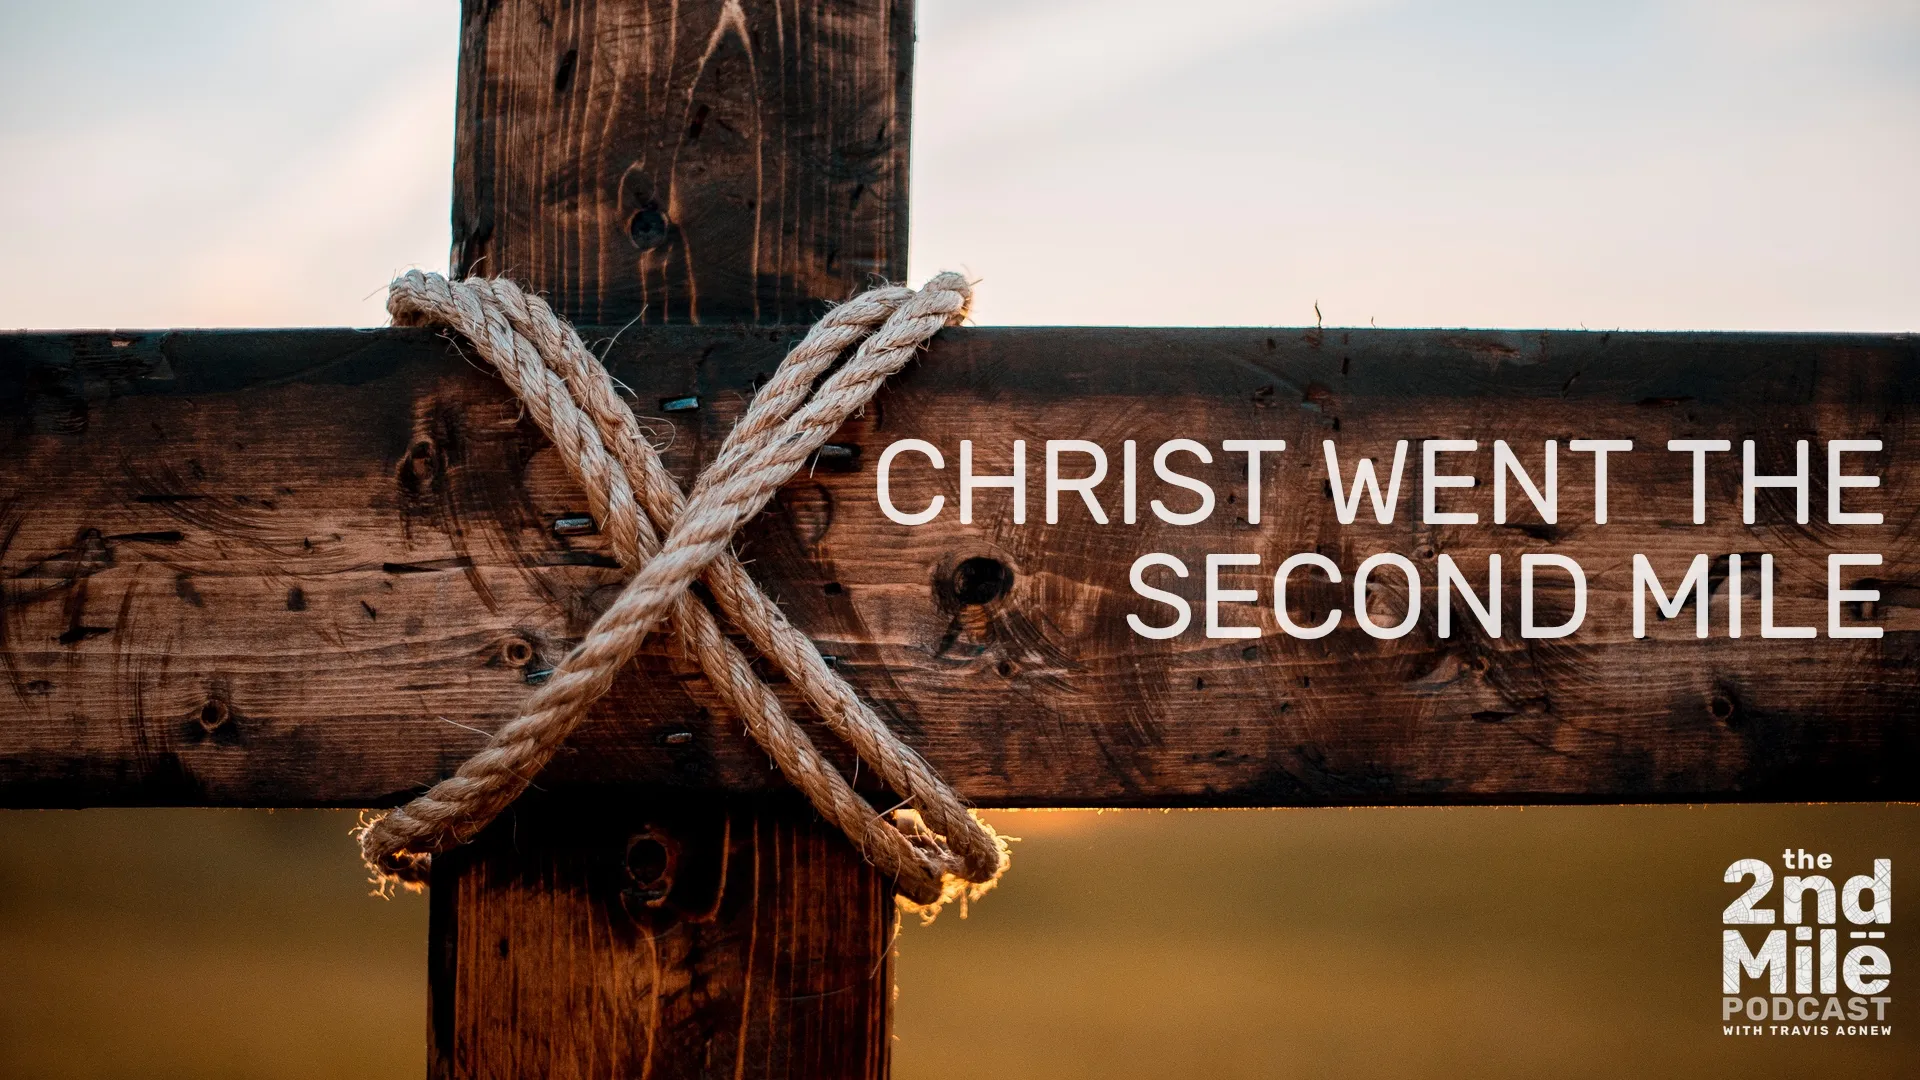 CHRIST WENT THE
SECOND MILE
the
2nd
Mile
PODCAST
WITH TRAVIS AGNEW